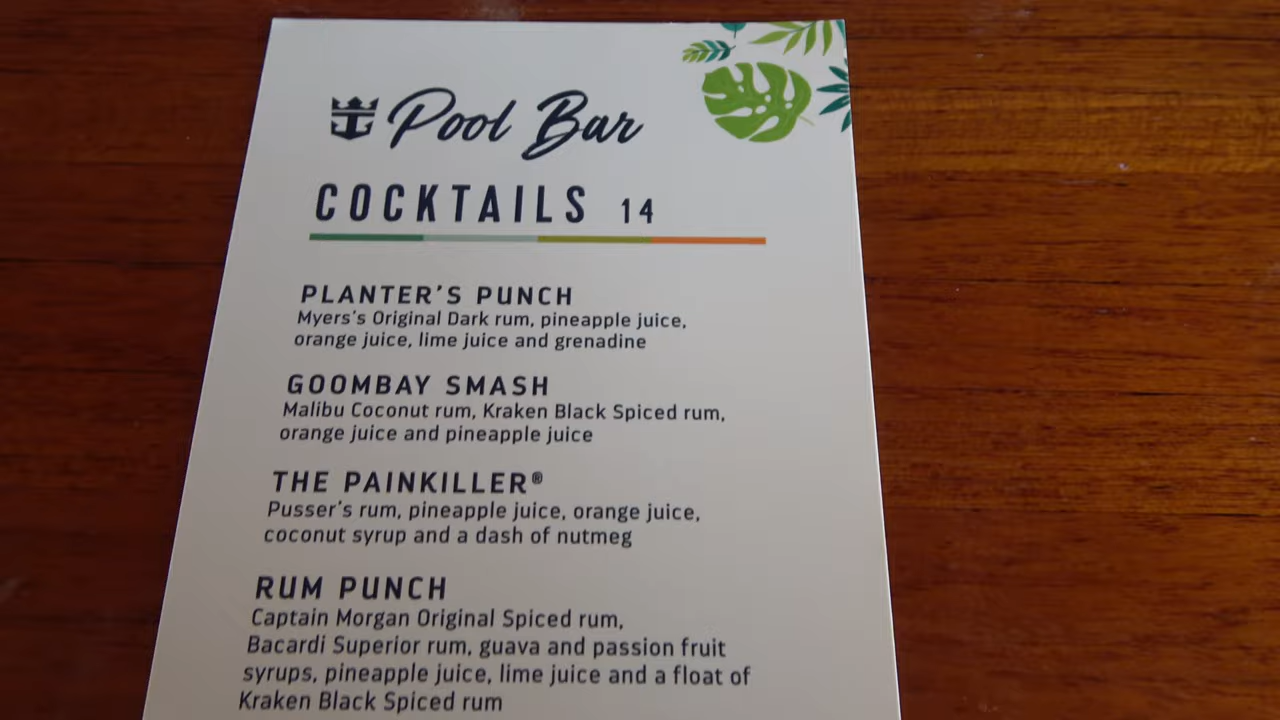 Pool Bar
COCKTAILS 14
PLANTER'S PUNCH
Myers's Original Dark rum, pineapple juice,
orange juice, lime juice and grenadine
GOOMBAY SMASH
Malibu Coconut rum, Kraken Black Spiced rum,
orange juice and pineapple juice
THE PAINKILLER®
Pusser's rum, pineapple juice, orange juice,
coconut syrup and a dash of nutmeg
RUM PUNCH
Captain Morgan Original Spiced rum,
Bacardi Superior rum, guava and passion fruit
syrups, pineapple juice, lime juice and a float of
Kraken Black Spiced rum